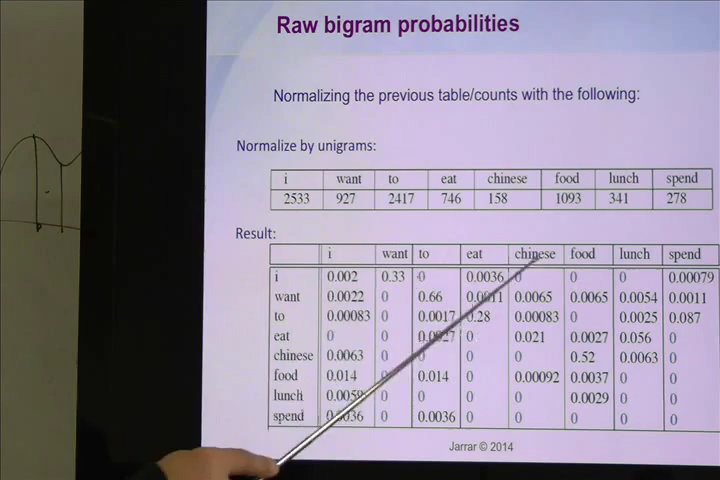 Raw bigram probabilities
Normalizing the previous table/counts with the following:
Normalize by unigrams:
i want to eat chinese food lunch spend
2533 927 2417 746 158 1093 341 278
Result:
i want to eat chinese food lunch spend
i 0.002 0.33 0 0.0036 0 0 0 0.00079
want 0.0022 0 0.66 0.0011 0.0065 0.0065 0.0054 0.0011
to 0.00083 0 0.0017 0.28 0.00083 0 0.0025 0.087
eat 0 0 0.0027 0 0.021 0.0027 0.056 0
chinese 0.0063 0 0 0 0 0.52 0.0063 0
food 0.014 0 0.014 0 0.00092 0.0037 0 0
lunch 0.0059 0 0 0 0 0.0029 0 0
spend 0.0036 0 0.0036 0 0 0 0 0
Jarrar © 2014